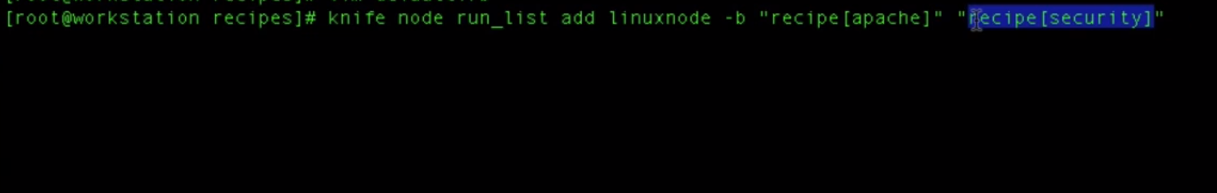 [root@workstation recipes]# knife node run_list add linuxnode -b "recipe[apache]" "recipe[security]"